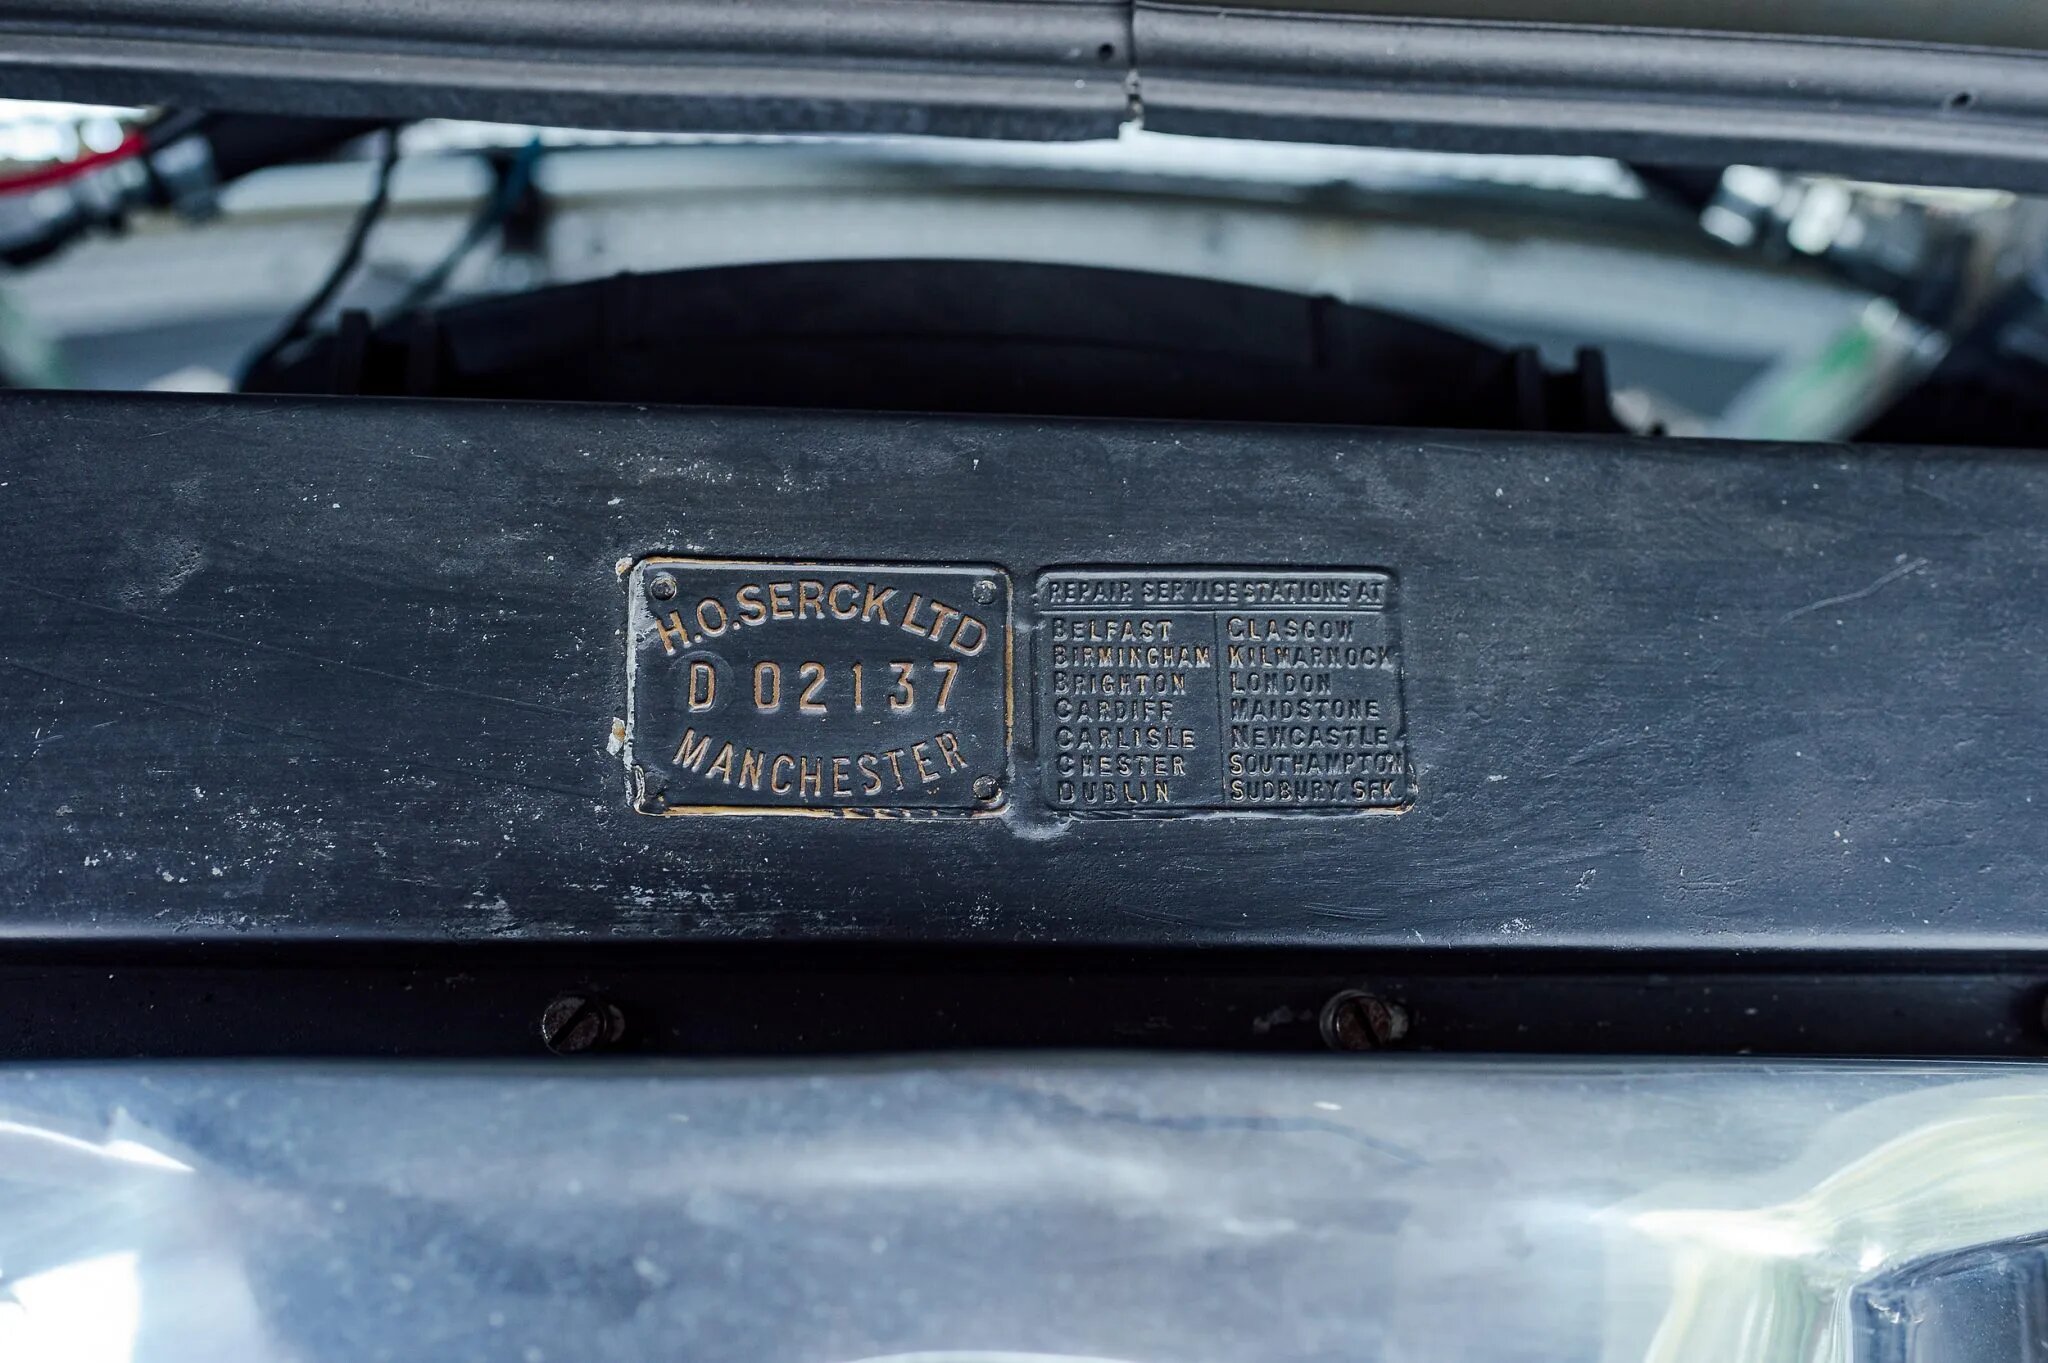 H.O. SERCK LTD
D 02137
MANCHESTER
REPAIR SERVICE STATIONS AT
BELFAST
BIRMINGHAM
BRIGHTON
CARDIFF
CARLISLE
CHESTER
DUBLIN
GLASGOW
KILMARNOCK
LONDON
MAIDSTONE
NEWCASTLE
SOUTHAMPTON
SUDBURY. SFK.